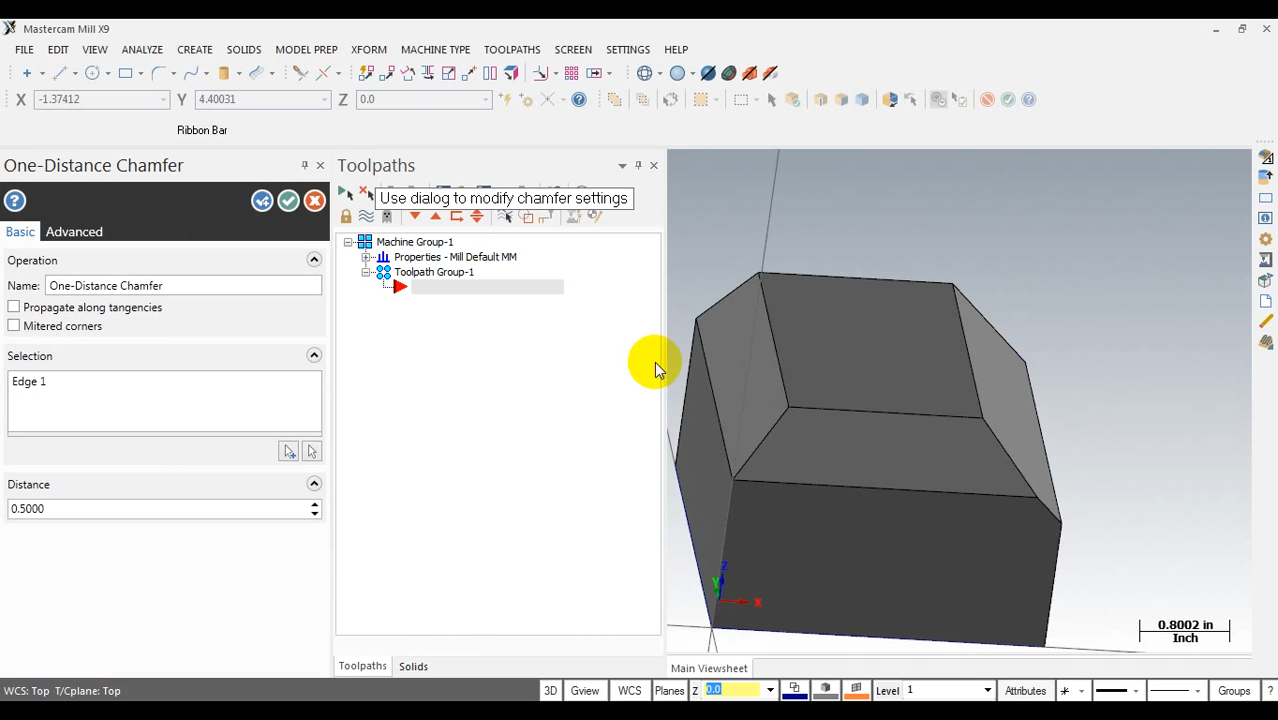 Mastercam Mill X9
FILE EDIT VIEW ANALYZE CREATE SOLIDS MODEL PREP XFORM MACHINE TYPE TOOLPATHS SCREEN SETTINGS HELP
X -1.37412 Y 4.40031 Z 0.0
Ribbon Bar
One-Distance Chamfer
Toolpaths
Use dialog to modify chamfer settings
Basic Advanced
Machine Group-1
Operation
Properties - Mill Default MM
Toolpath Group-1
Name: One-Distance Chamfer
Propagate along tangencies
Mitered corners
Selection
Edge 1
Distance
0.5000
Z
Y
X
0.8002 in
Inch
Toolpaths Solids
Main Viewsheet
WCS: Top T/Cplane: Top
3D Gview WCS Planes Z 0.0 Level 1 Attributes Groups ?